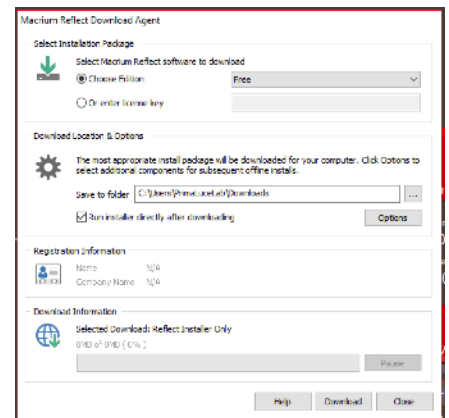 Macrium Reflect Download Agent
Select Installation Package
Select Macrium Reflect software to download
Choose Edition
Free
Or enter license key
Download Location & Options
The most appropriate install package will be downloaded for your computer. Click Options to
select additional components for subsequent offline installs.
Save to folder C:\Users\PrimaLuceLab\Downloads ...
Run installer directly after downloading
Options
Registration Information
Name N/A
Company Name N/A
Download Information
Selected Download: Reflect Installer Only
0MB of 0MB ( 0% )
Pause
Help Download Close